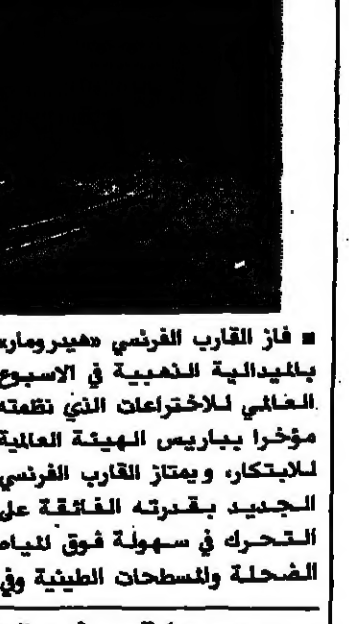 ■ فاز القارب الفرنسي «هيدرومار»
بالميدالية الذهبية في الاسبوع
العالمي للاختراعات الذي نظمته
مؤخرا بباريس الهيئة العالمية
للابتكار، ويمتاز القارب الفرنسي
الجديد بقدرته الفائقة على
التحرك في سهولة فوق المياه
الضحلة والمسطحات الطينية وفي